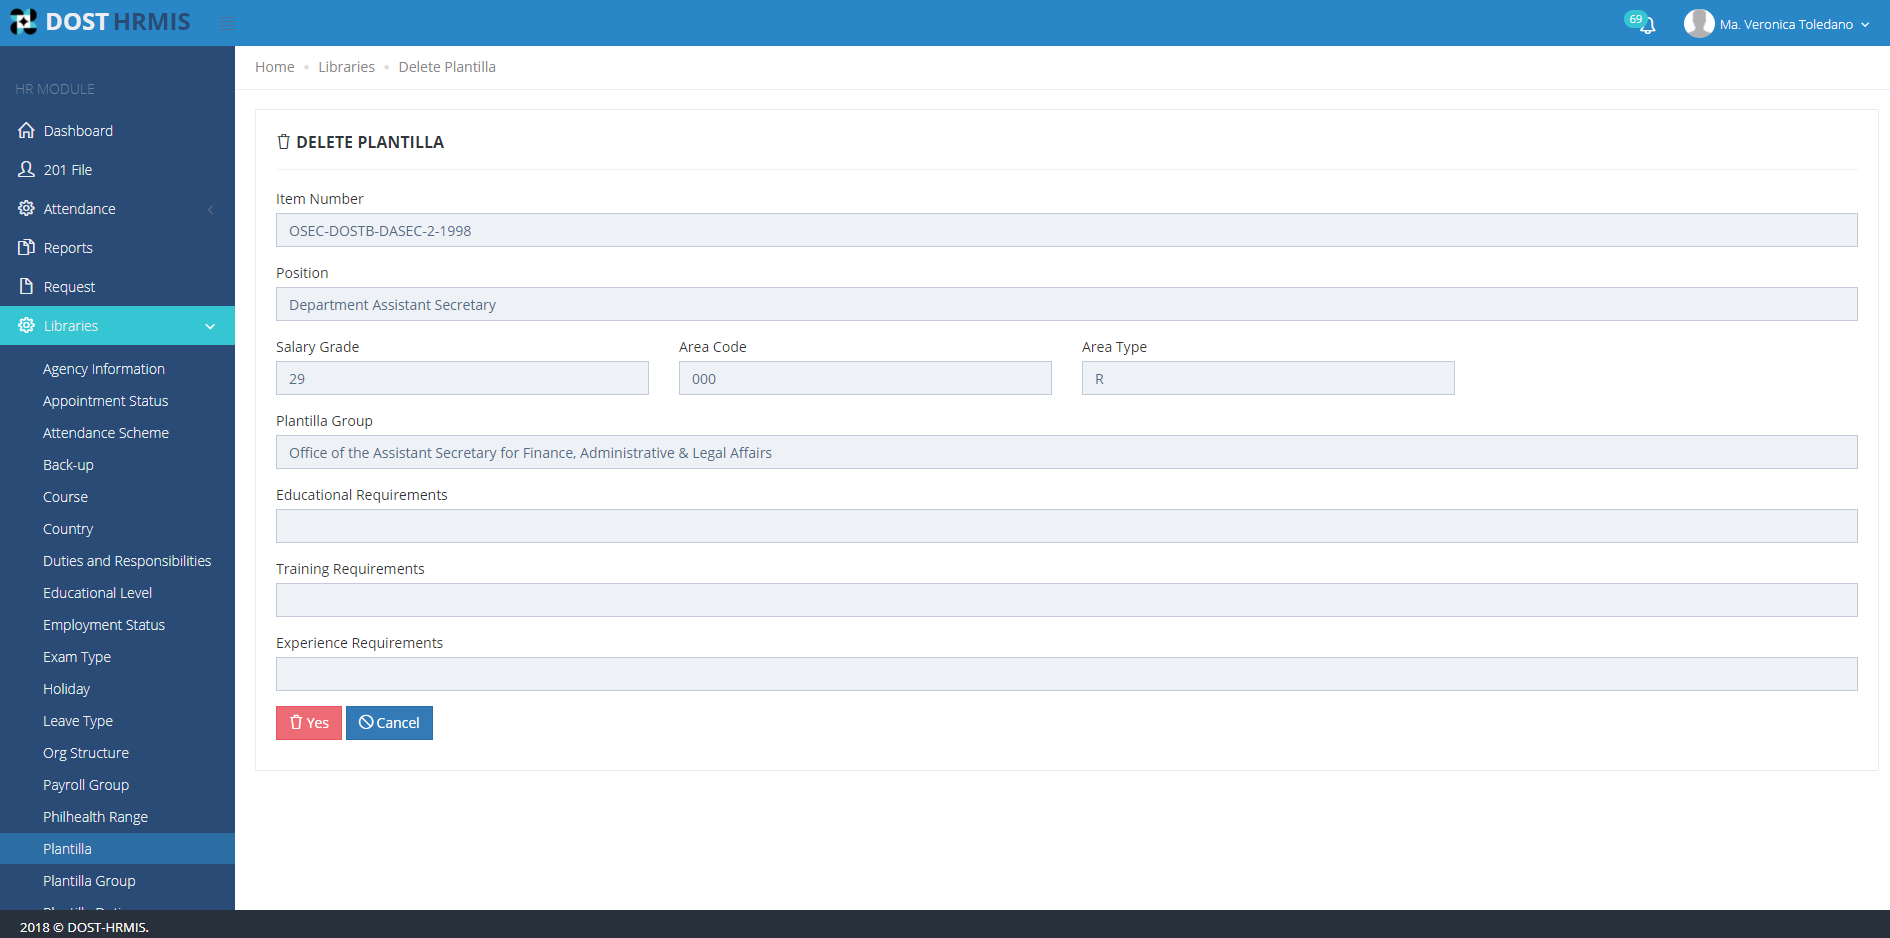 DOST HRMIS
69
Ma. Veronica Toledano
HR MODULE
Dashboard
201 File
Attendance
Reports
Request
Libraries
Agency Information
Appointment Status
Attendance Scheme
Back-up
Course
Country
Duties and Responsibilities
Educational Level
Employment Status
Exam Type
Holiday
Leave Type
Org Structure
Payroll Group
Philhealth Range
Plantilla
Plantilla Group
Home • Libraries • Delete Plantilla
DELETE PLANTILLA
Item Number
OSEC-DOSTB-DASEC-2-1998
Position
Department Assistant Secretary
Salary Grade Area Code Area Type
29 000 R
Plantilla Group
Office of the Assistant Secretary for Finance, Administrative & Legal Affairs
Educational Requirements
Training Requirements
Experience Requirements
Yes Cancel
2018 © DOST-HRMIS.